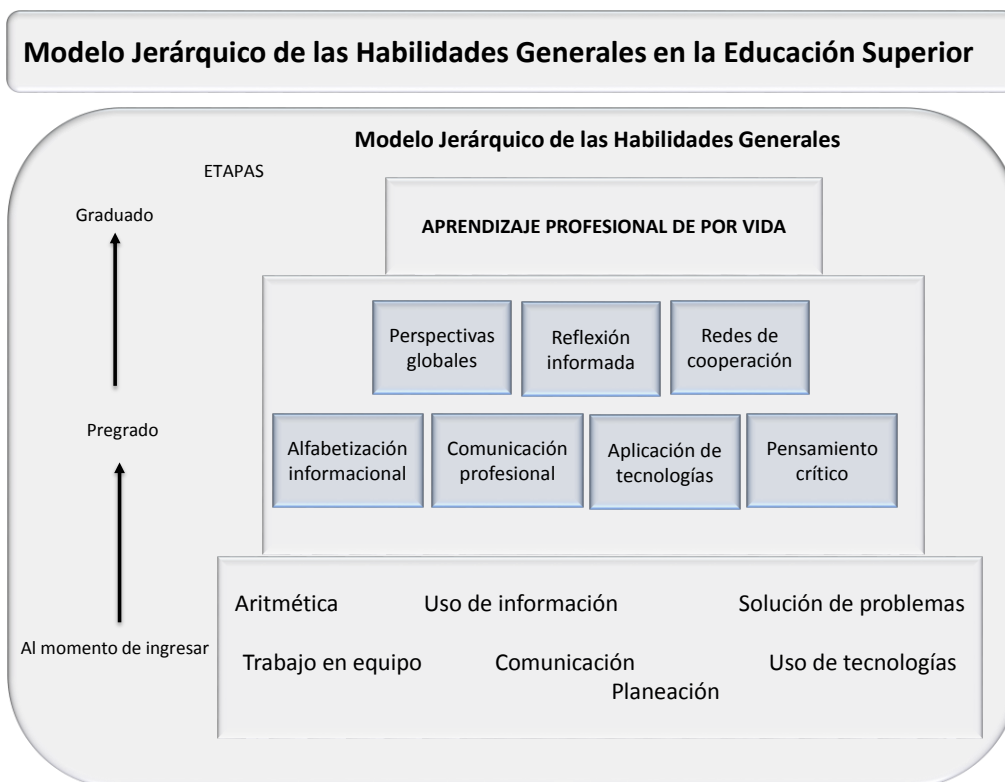 Modelo Jerárquico de las Habilidades Generales en la Educación Superior
Modelo Jerárquico de las Habilidades Generales
ETAPAS
Graduado
APRENDIZAJE PROFESIONAL DE POR VIDA
Perspectivas
globales
Reflexión
informada
Redes de
cooperación
Pregrado
Alfabetización
informacional
Comunicación
profesional
Aplicación de
tecnologías
Pensamiento
crítico
Aritmética
Uso de información
Solución de problemas
Al momento de ingresar
Trabajo en equipo
Comunicación
Uso de tecnologías
Planeación